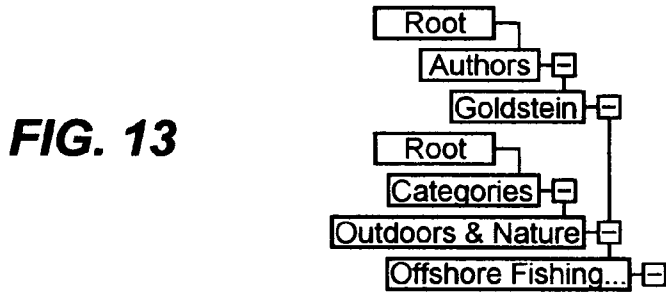 Root
Authors
Goldstein
FIG. 13
Root
Categories
Outdoors & Nature
Offshore Fishing...